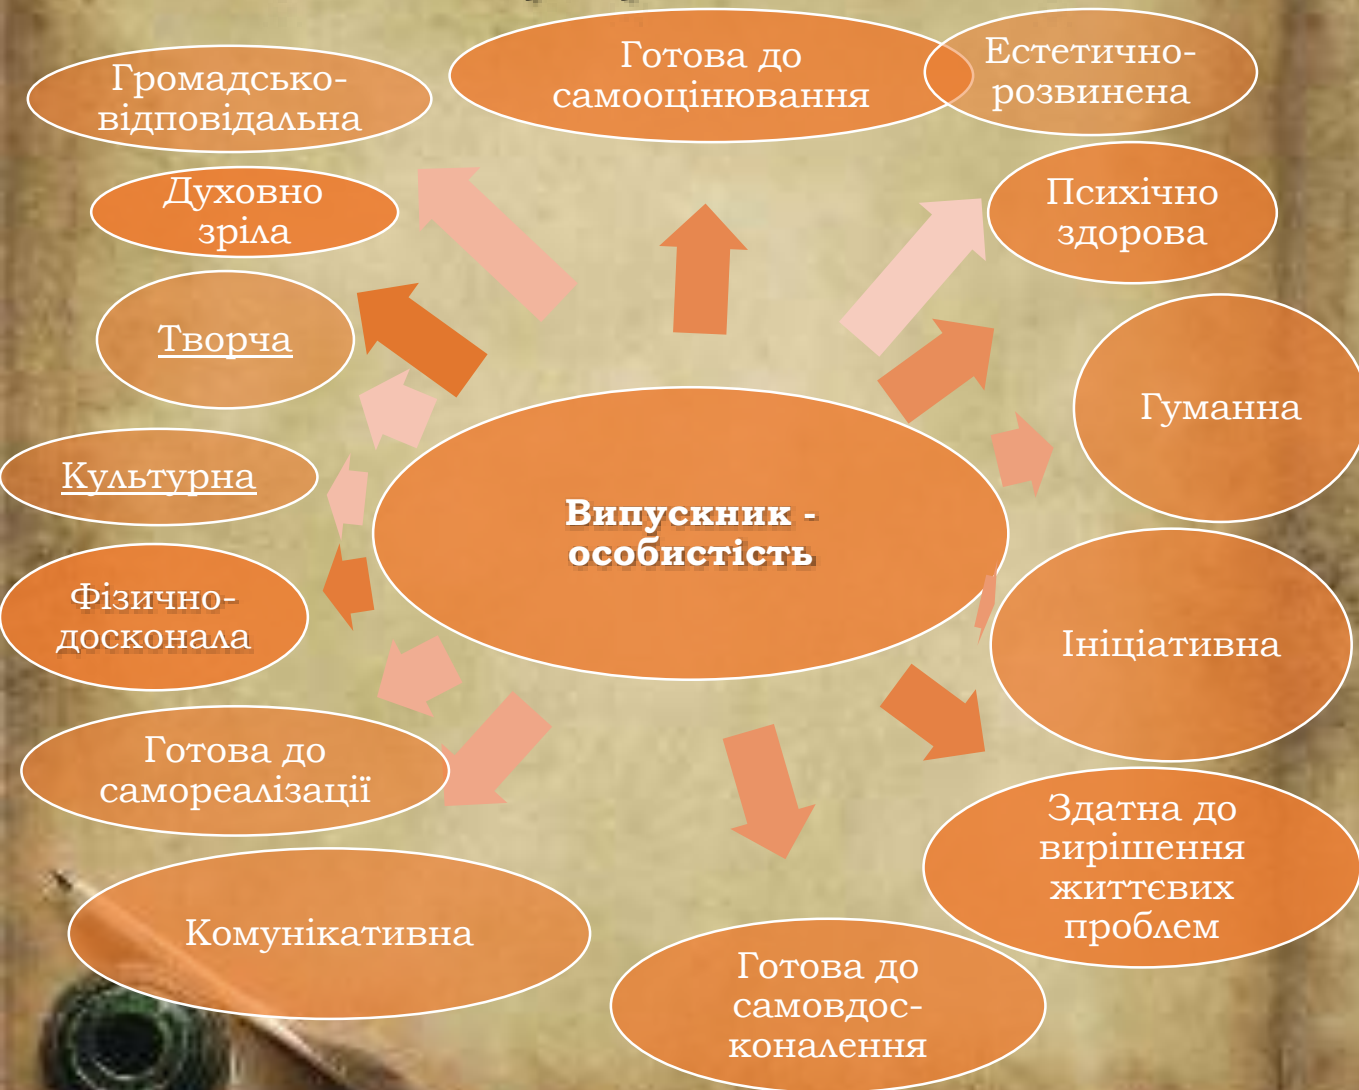 Готова до
самооцінювання
Естетично-
розвинена
Громадсько-
відповідальна
Духовно
зріла
Психічно
здорова
Творча
Гуманна
Культурна
Випускник -
особистість
Фізично-
досконала
Ініціативна
Готова до
самореалізації
Здатна до
вирішення
життєвих
проблем
Комунікативна
Готова до
самовдос-
коналення